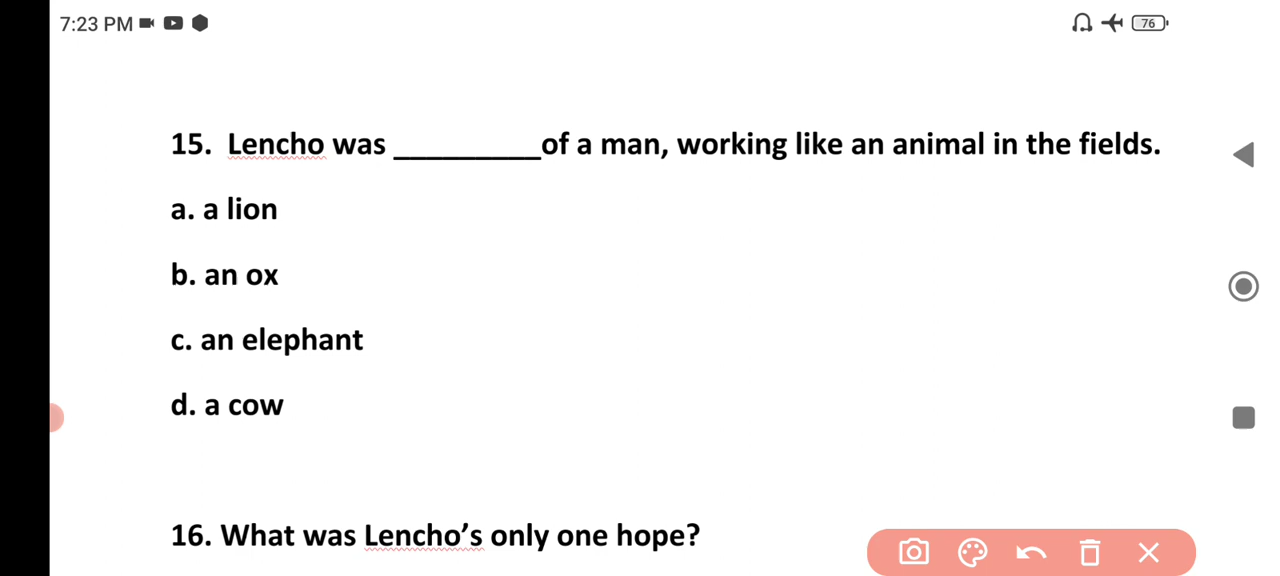 7:23 PM
76
15. Lencho was _________of a man, working like an animal in the fields.
a. a lion
b. an ox
c. an elephant
d. a cow
16. What was Lencho’s only one hope?